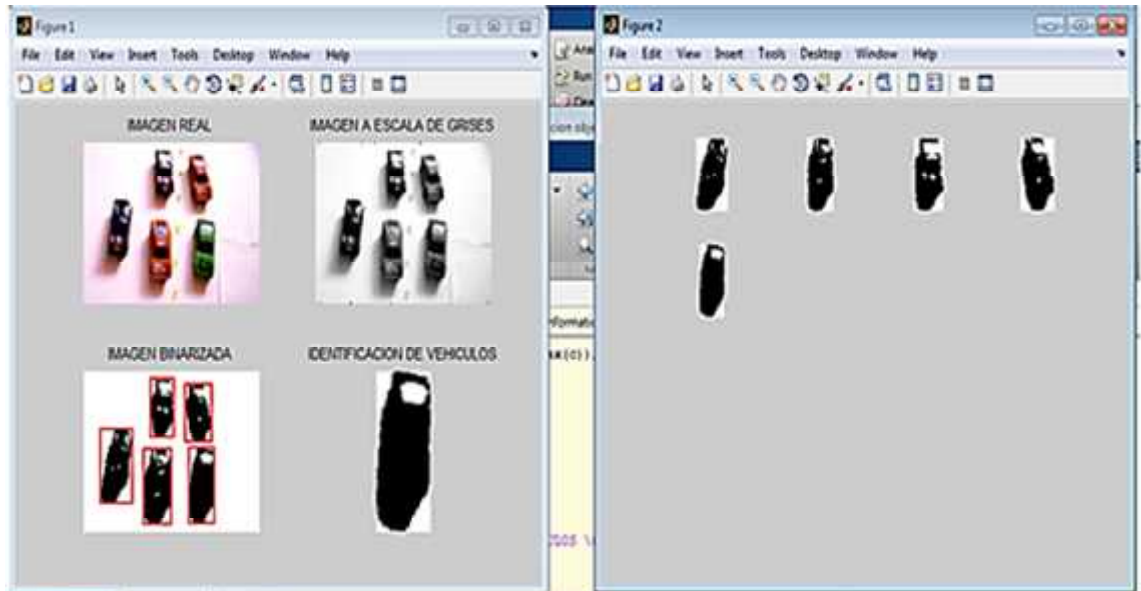 Figure 1
File Edit View Insert Tools Desktop Window Help
IMAGEN REAL
IMAGEN A ESCALA DE GRISES
IMAGEN BINARIZADA
IDENTIFICACION DE VEHICULOS
Run
Figure 2
File Edit View Insert Tools Desktop Window Help